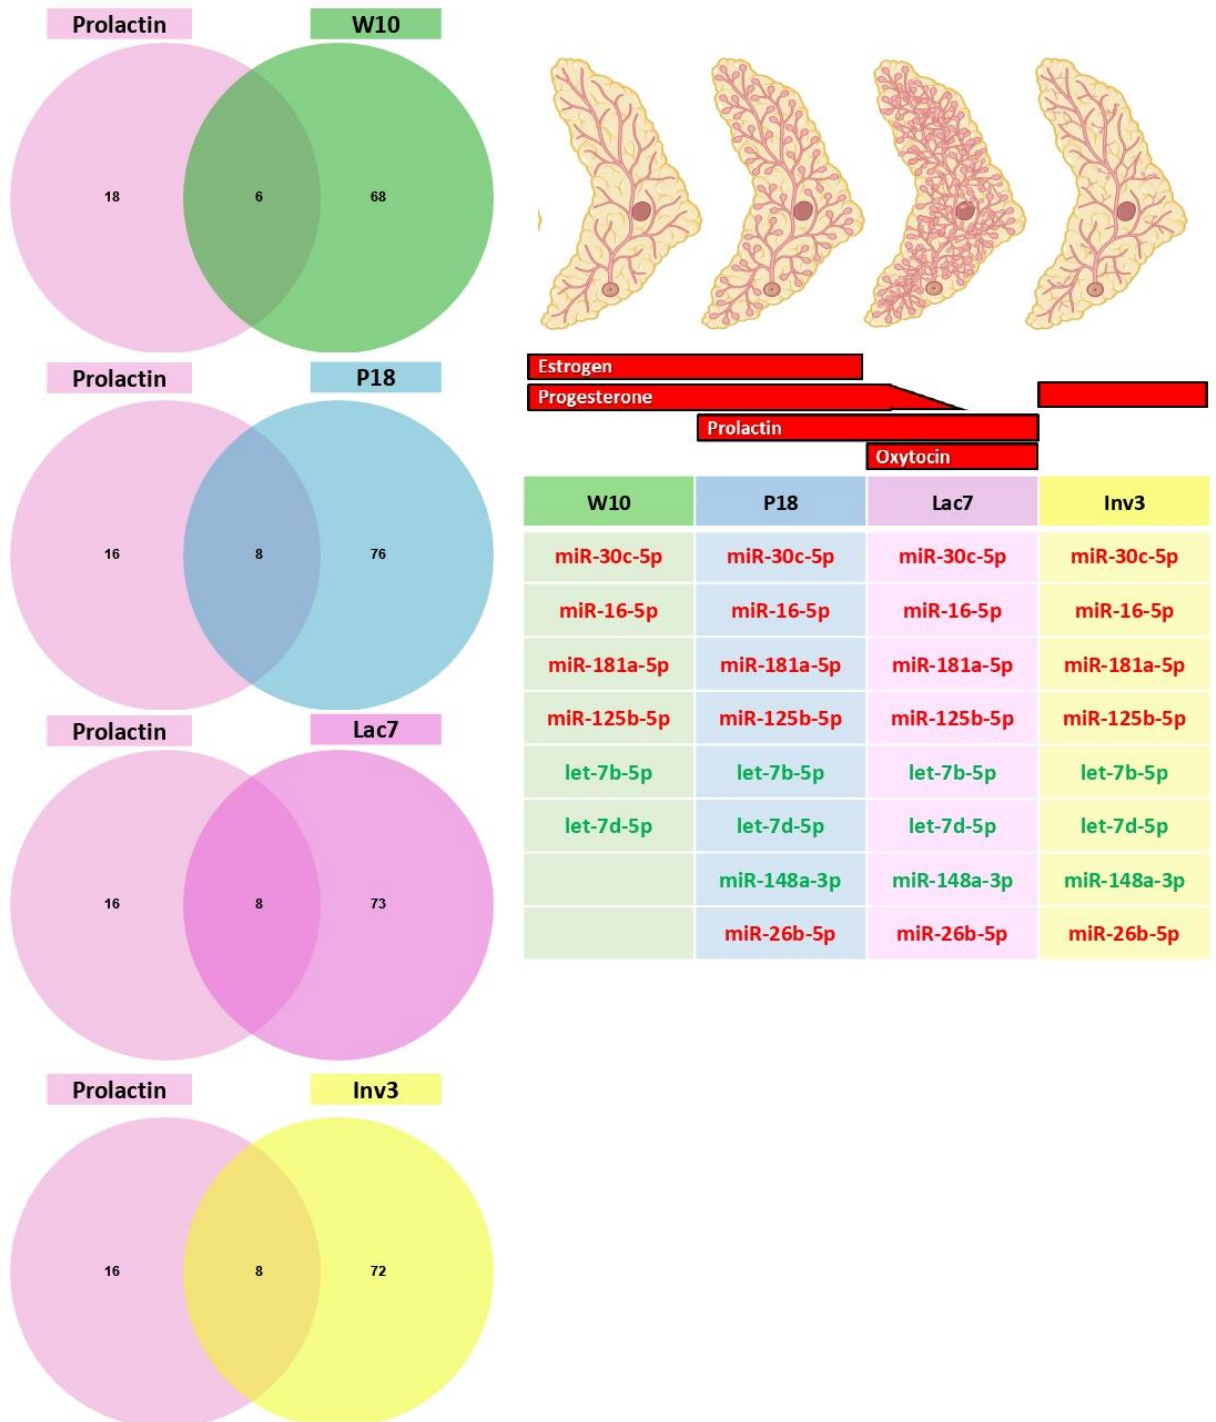 Prolactin W10
18 6 68
Prolactin P18
16 8 76
Prolactin Lac7
16 8 73
Prolactin Inv3
16 8 72
Estrogen
Progesterone
Prolactin
Oxytocin
W10 P18 Lac7 Inv3
miR-30c-5p miR-30c-5p miR-30c-5p miR-30c-5p
miR-16-5p miR-16-5p miR-16-5p miR-16-5p
miR-181a-5p miR-181a-5p miR-181a-5p miR-181a-5p
miR-125b-5p miR-125b-5p miR-125b-5p miR-125b-5p
let-7b-5p let-7b-5p let-7b-5p let-7b-5p
let-7d-5p let-7d-5p let-7d-5p let-7d-5p
miR-148a-3p miR-148a-3p miR-148a-3p
miR-26b-5p miR-26b-5p miR-26b-5p